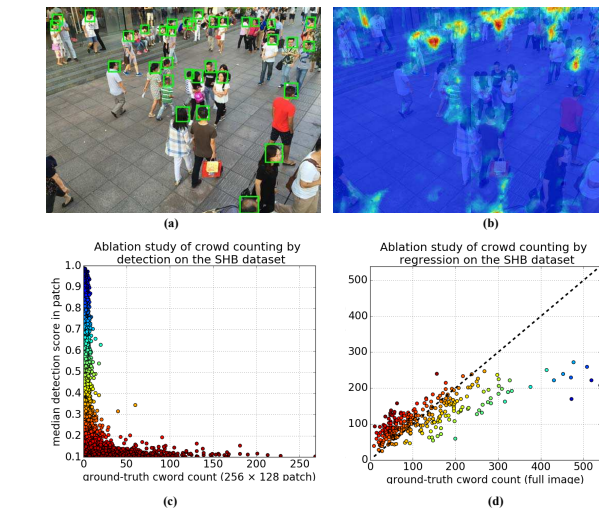 (a)
(b)
Ablation study of crowd counting by
detection on the SHB dataset
median detection score in patch
1.0
0.9
0.8
0.7
0.6
0.5
0.4
0.3
0.2
0.1
0
50
100
150
200
250
ground-truth cword count (256 × 128 patch)
(c)
Ablation study of crowd counting by
regression on the SHB dataset
500
400
300
200
100
0
0
100
200
300
400
500
ground-truth cword count (full image)
(d)